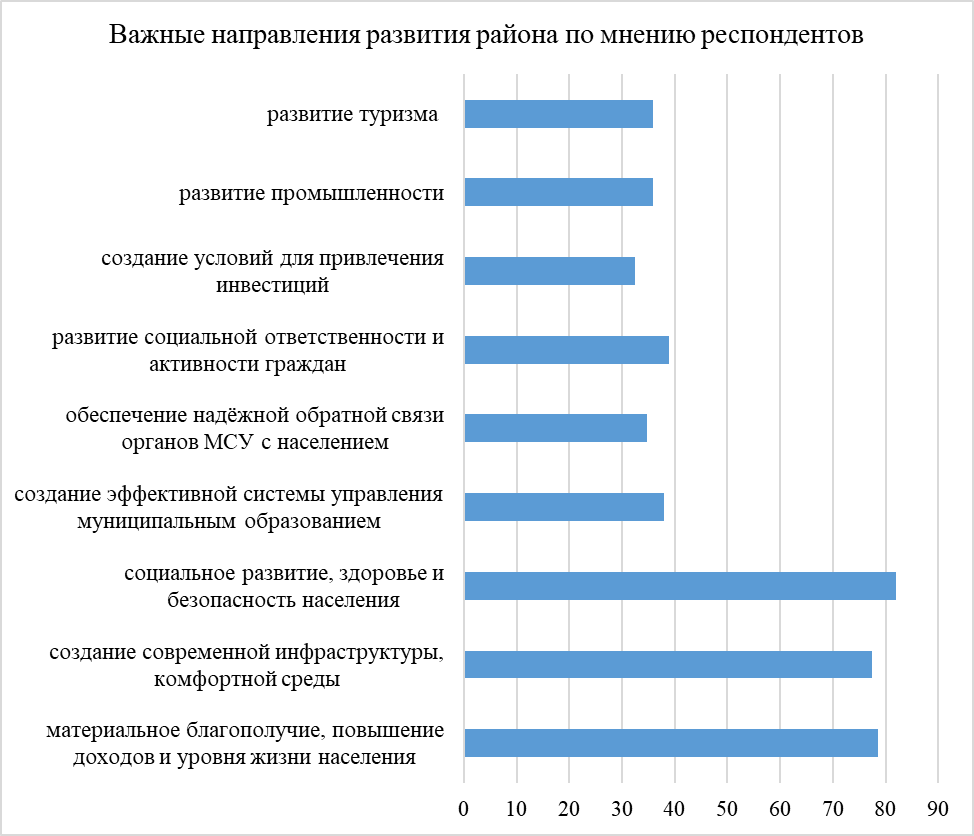 Важные направления развития района по мнению респондентов
развитие туризма
развитие промышленности
создание условий для привлечения
инвестиций
развитие социальной ответственности и
активности граждан
обеспечение надёжной обратной связи
органов МСУ с населением
создание эффективной системы управления
муниципальным образованием
социальное развитие, здоровье и
безопасность населения
создание современной инфраструктуры,
комфортной среды
материальное благополучие, повышение
доходов и уровня жизни населения
0 10 20 30 40 50 60 70 80 90